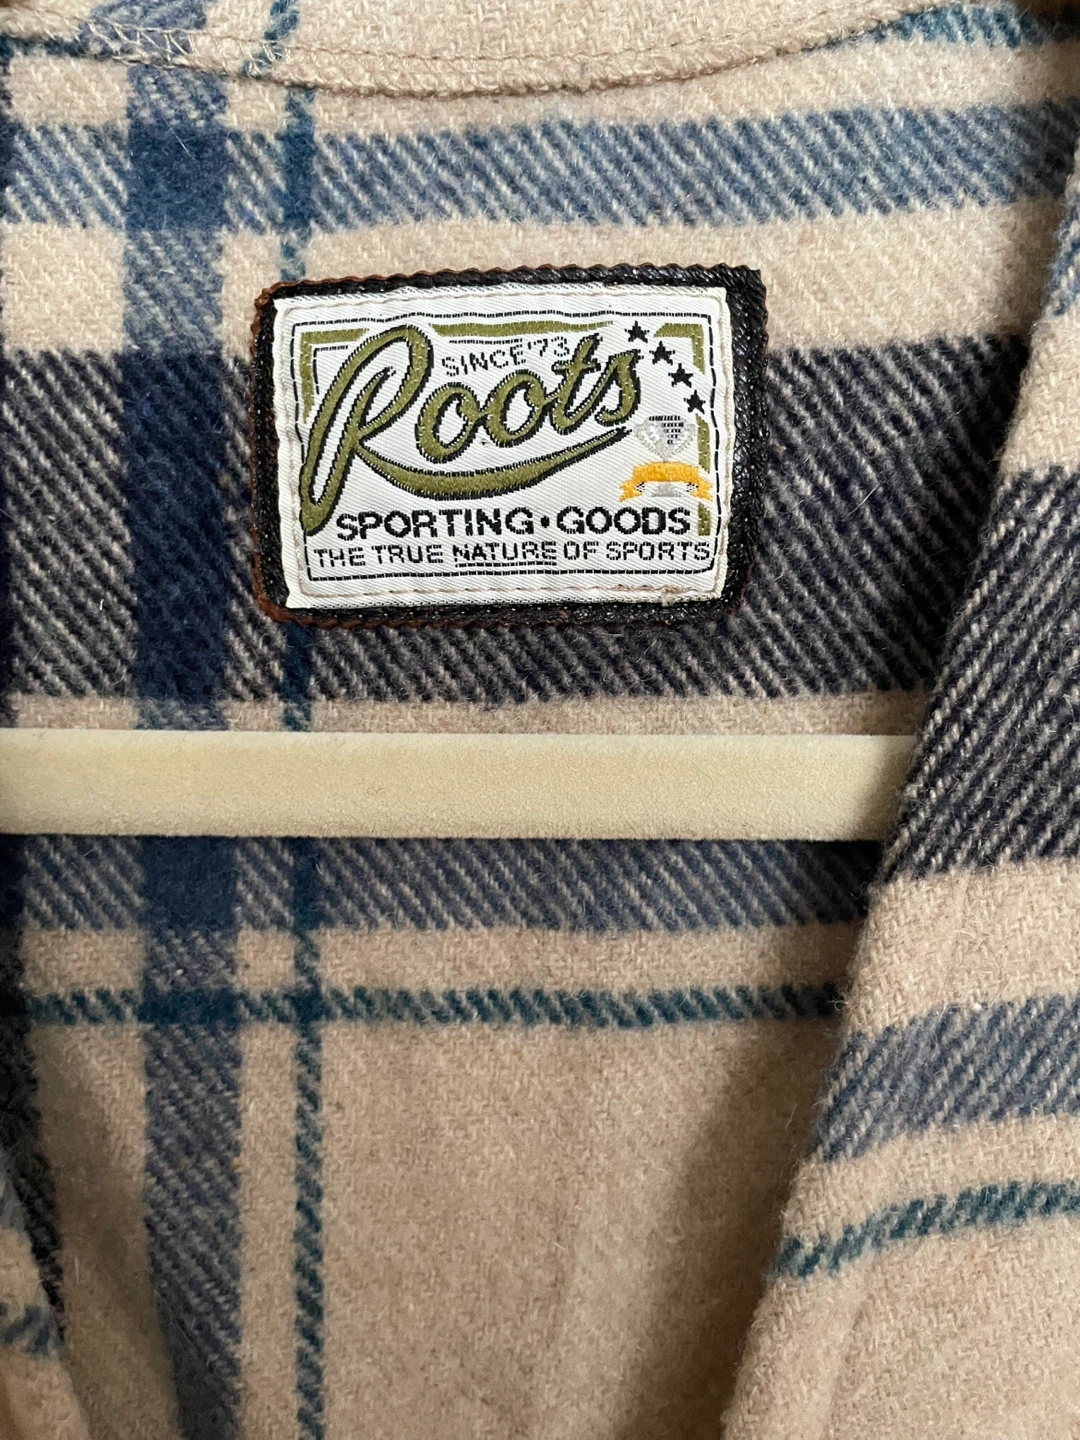 SINCE '73
Roots
SPORTING•GOODS
THE TRUE NATURE OF SPORTS